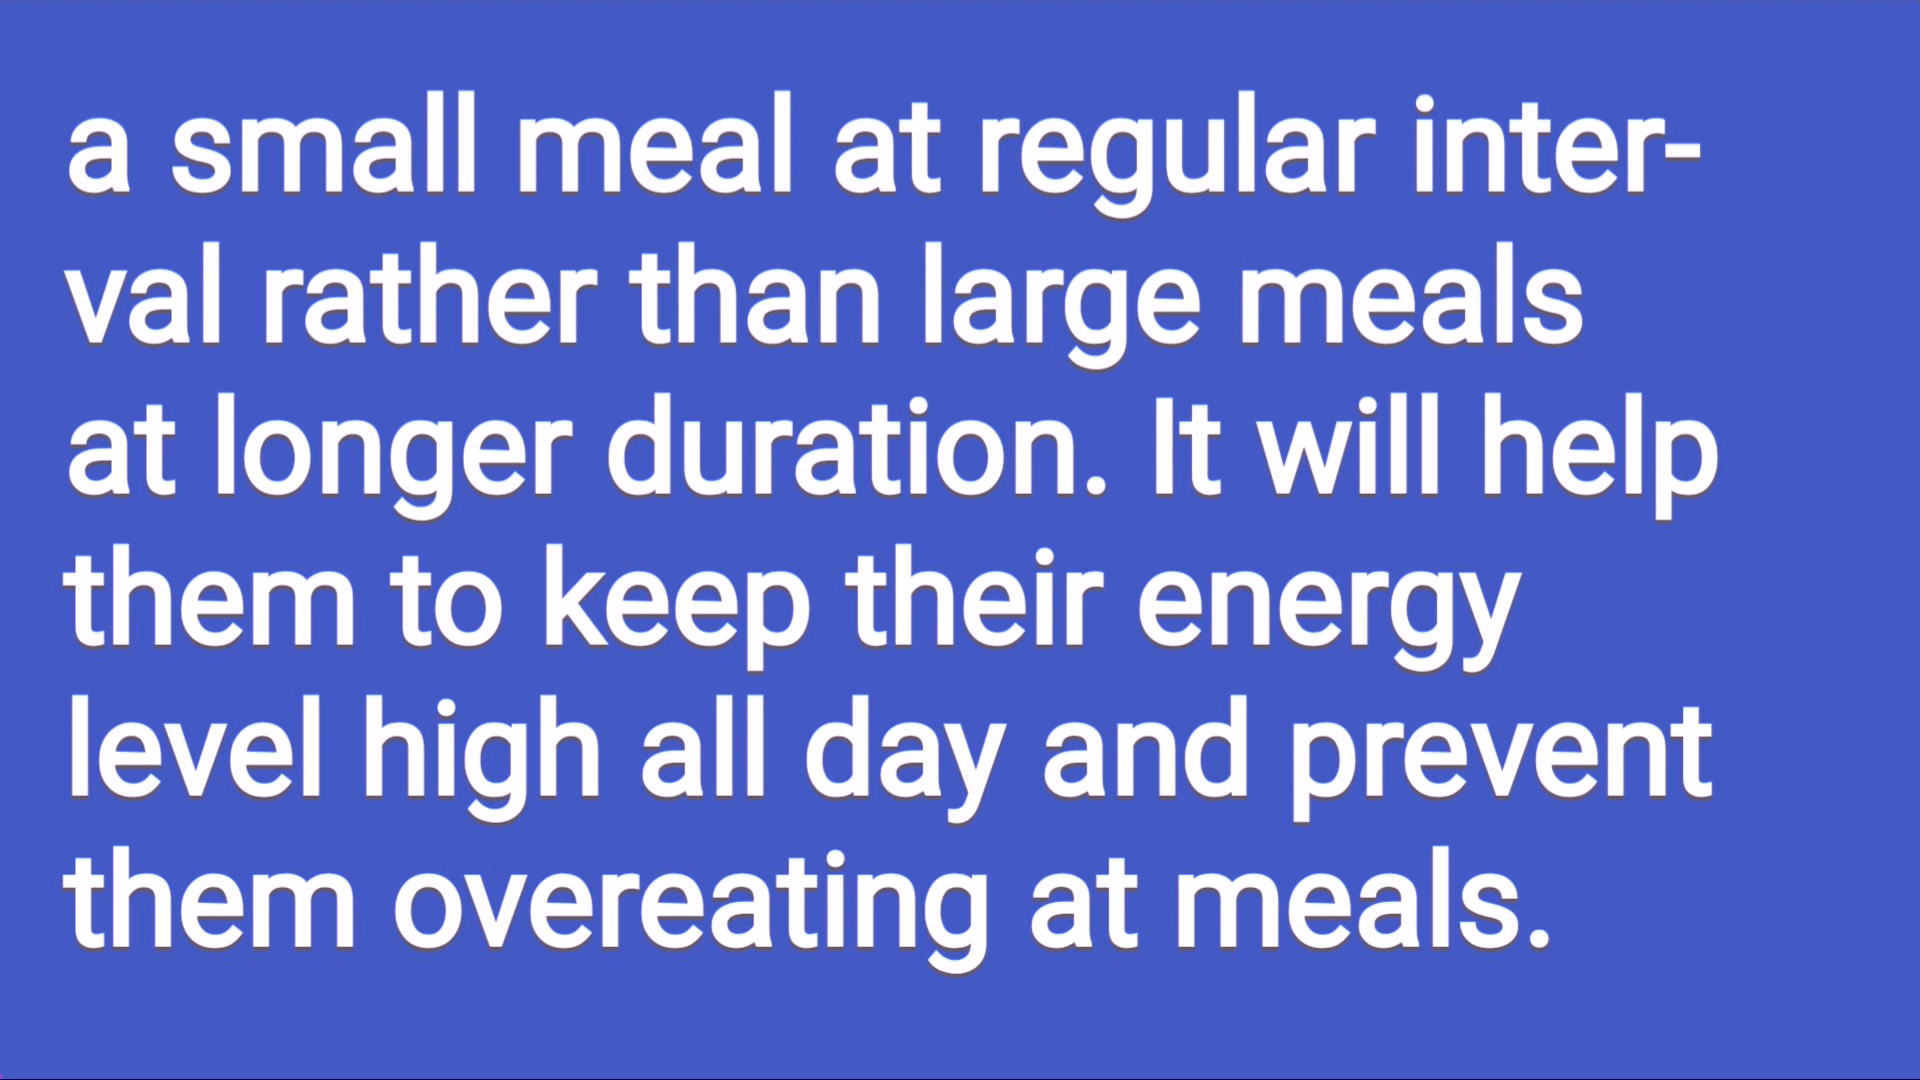 a small meal at regular inter-
val rather than large meals
at longer duration. It will help
them to keep their energy
level high all day and prevent
them overeating at meals.